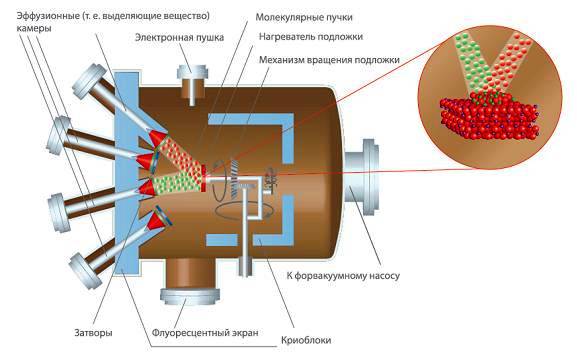 Эффузионные (т. е. выделяющие вещество)
камеры
Электронная пушка
Молекулярные пучки
Нагреватель подложки
Механизм вращения подложки
К форвакуумному насосу
Затворы
Флуоресцентный экран
Криоблоки